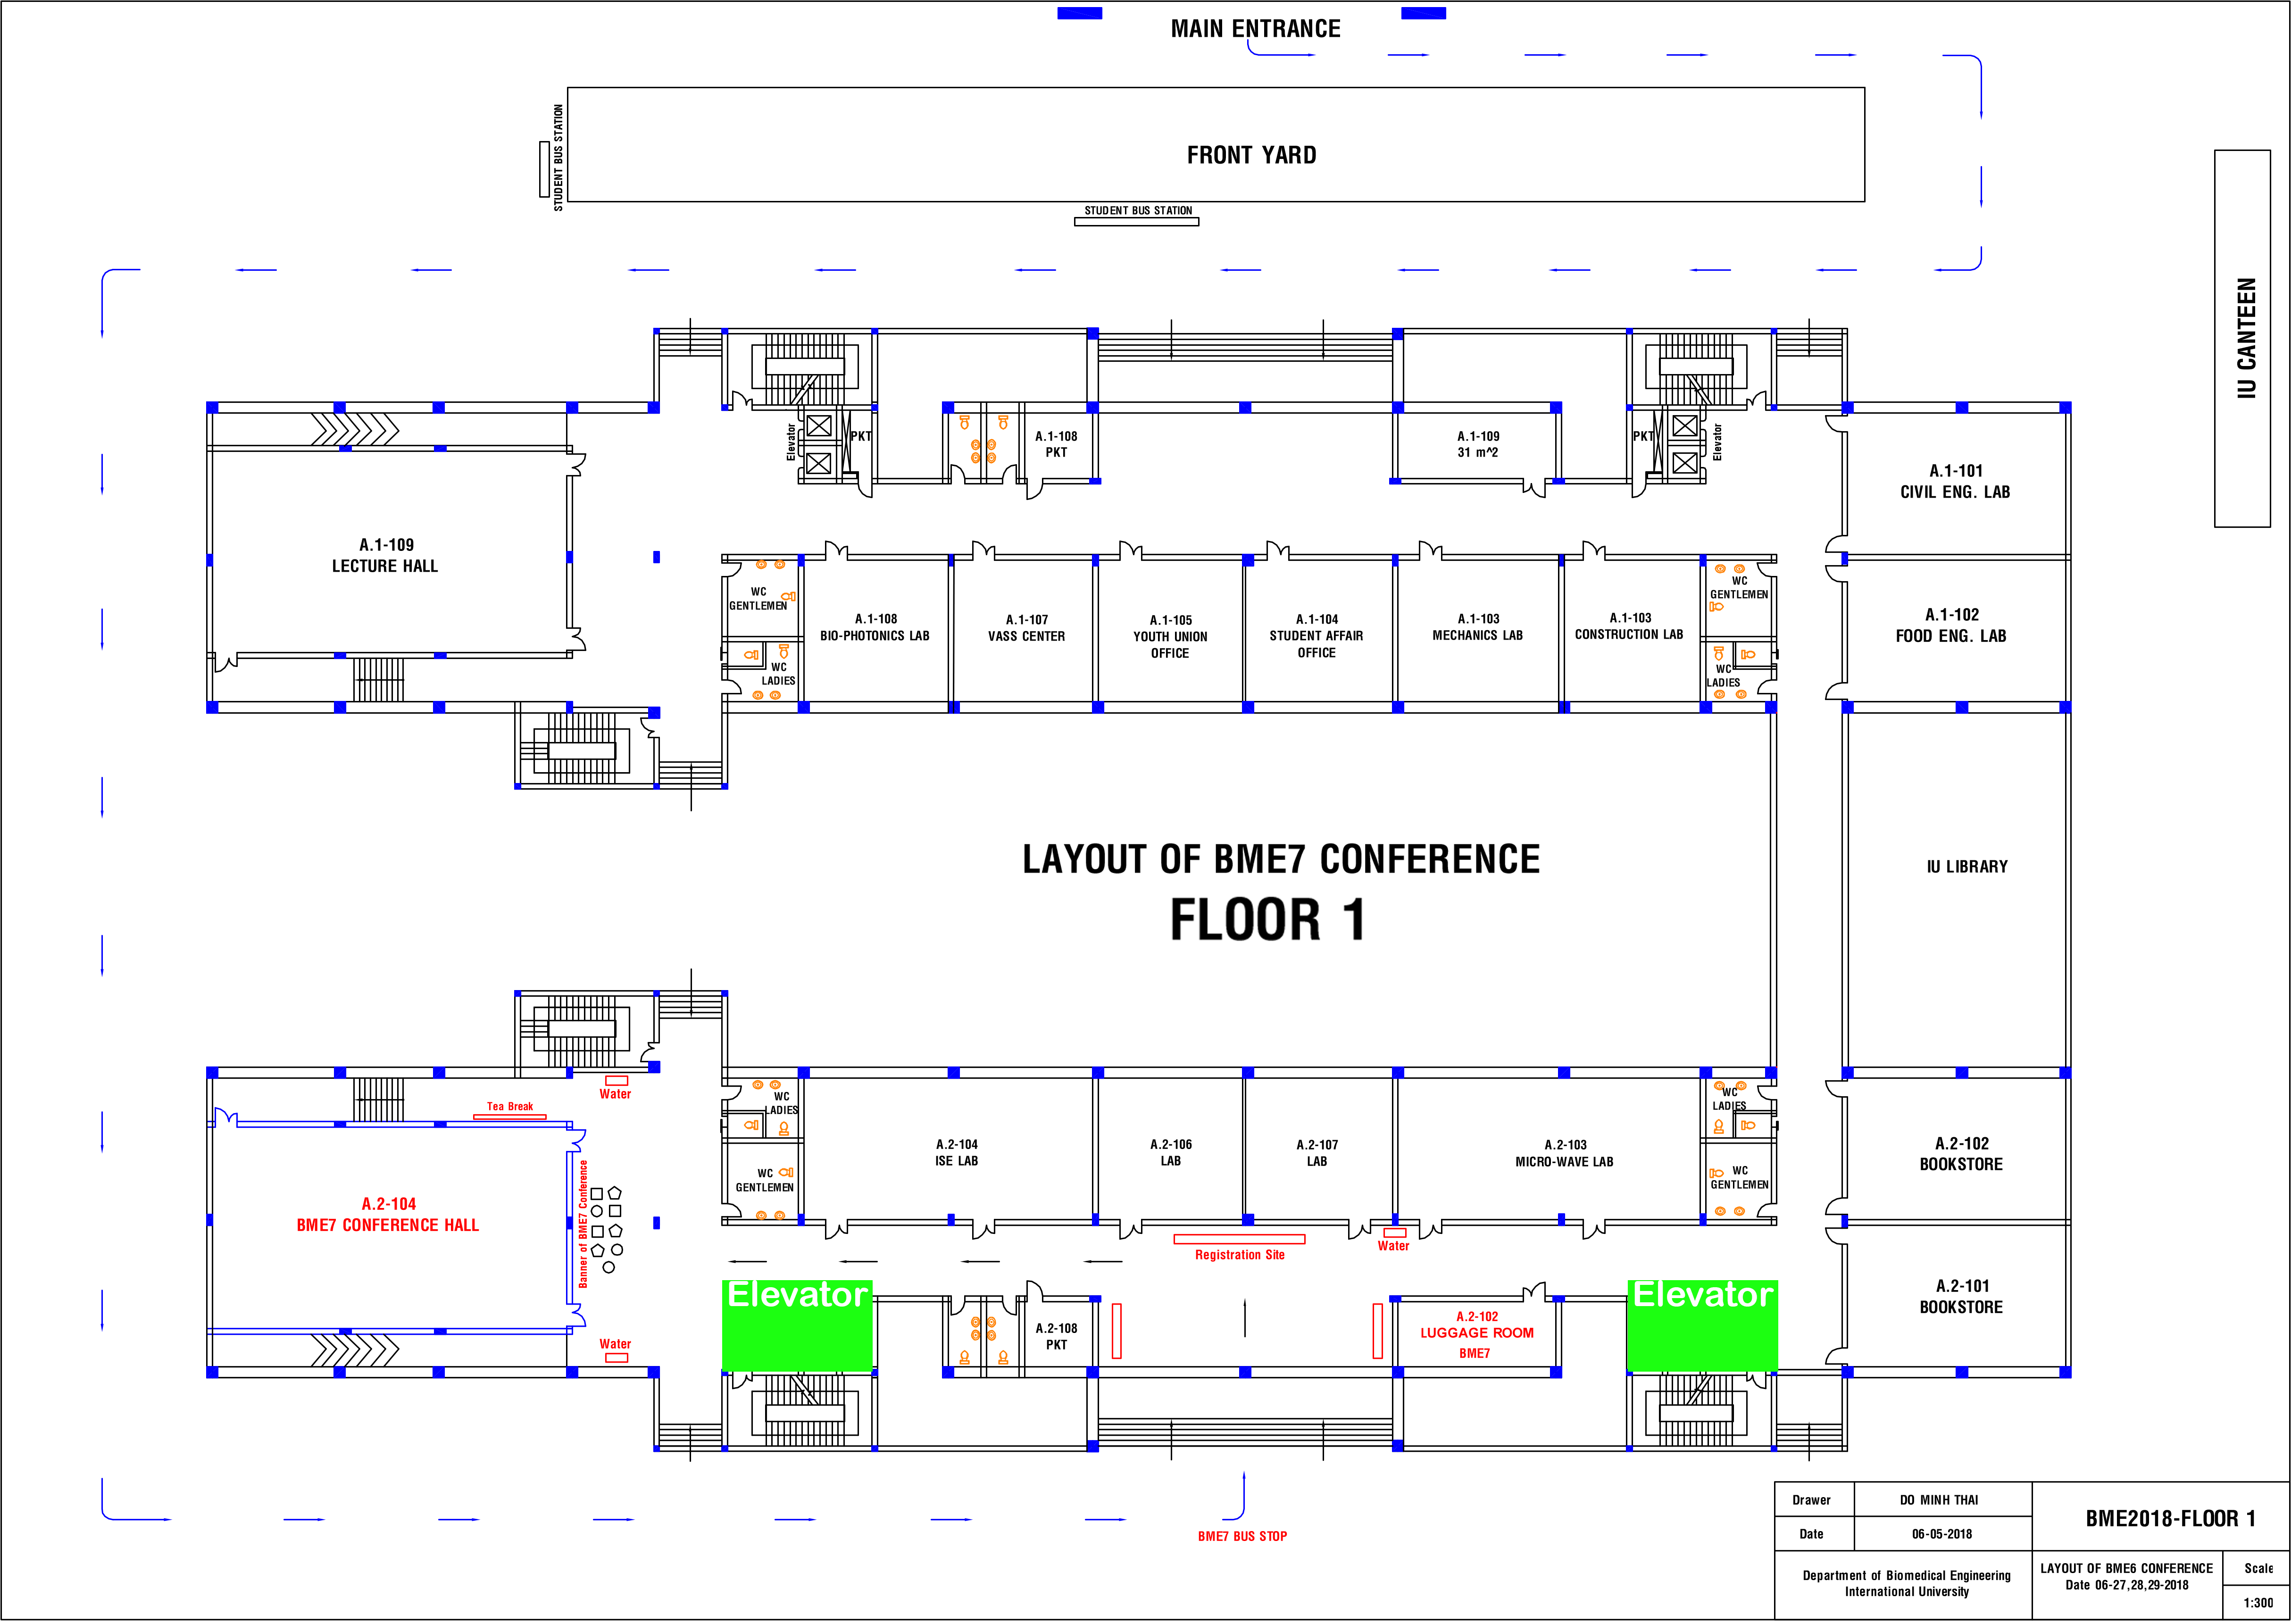 MAIN ENTRANCE
STUDENT BUS STATION
FRONT YARD
STUDENT BUS STATION
IU CANTEEN
Elevator
PKT
A.1-108
PKT
A.1-109
31 m^2
PKT
Elevator
A.1-101
CIVIL ENG. LAB
A.1-109
LECTURE HALL
WC
GENTLEMEN
WC
LADIES
A.1-108
BIO-PHOTONICS LAB
A.1-107
VASS CENTER
A.1-105
YOUTH UNION
OFFICE
A.1-104
STUDENT AFFAIR
OFFICE
A.1-103
MECHANICS LAB
A.1-103
CONSTRUCTION LAB
WC
GENTLEMEN
WC
LADIES
A.1-102
FOOD ENG. LAB
LAYOUT OF BME7 CONFERENCE
FLOOR 1
IU LIBRARY
Water
Tea Break
A.2-104
BME7 CONFERENCE HALL
Banner of BME7 Conference
Water
WC
LADIES
WC
GENTLEMEN
A.2-104
ISE LAB
A.2-106
LAB
A.2-107
LAB
A.2-103
MICRO-WAVE LAB
WC
LADIES
WC
GENTLEMEN
A.2-102
BOOKSTORE
Registration Site
Water
Elevator
A.2-108
PKT
A.2-102
LUGGAGE ROOM
BME7
Elevator
A.2-101
BOOKSTORE
BME7 BUS STOP
Drawer
DO MINH THAI
Date
06-05-2018
BME2018-FLOOR 1
Department of Biomedical Engineering
International University
LAYOUT OF BME6 CONFERENCE
Date 06-27,28,29-2018
Scale
1:300